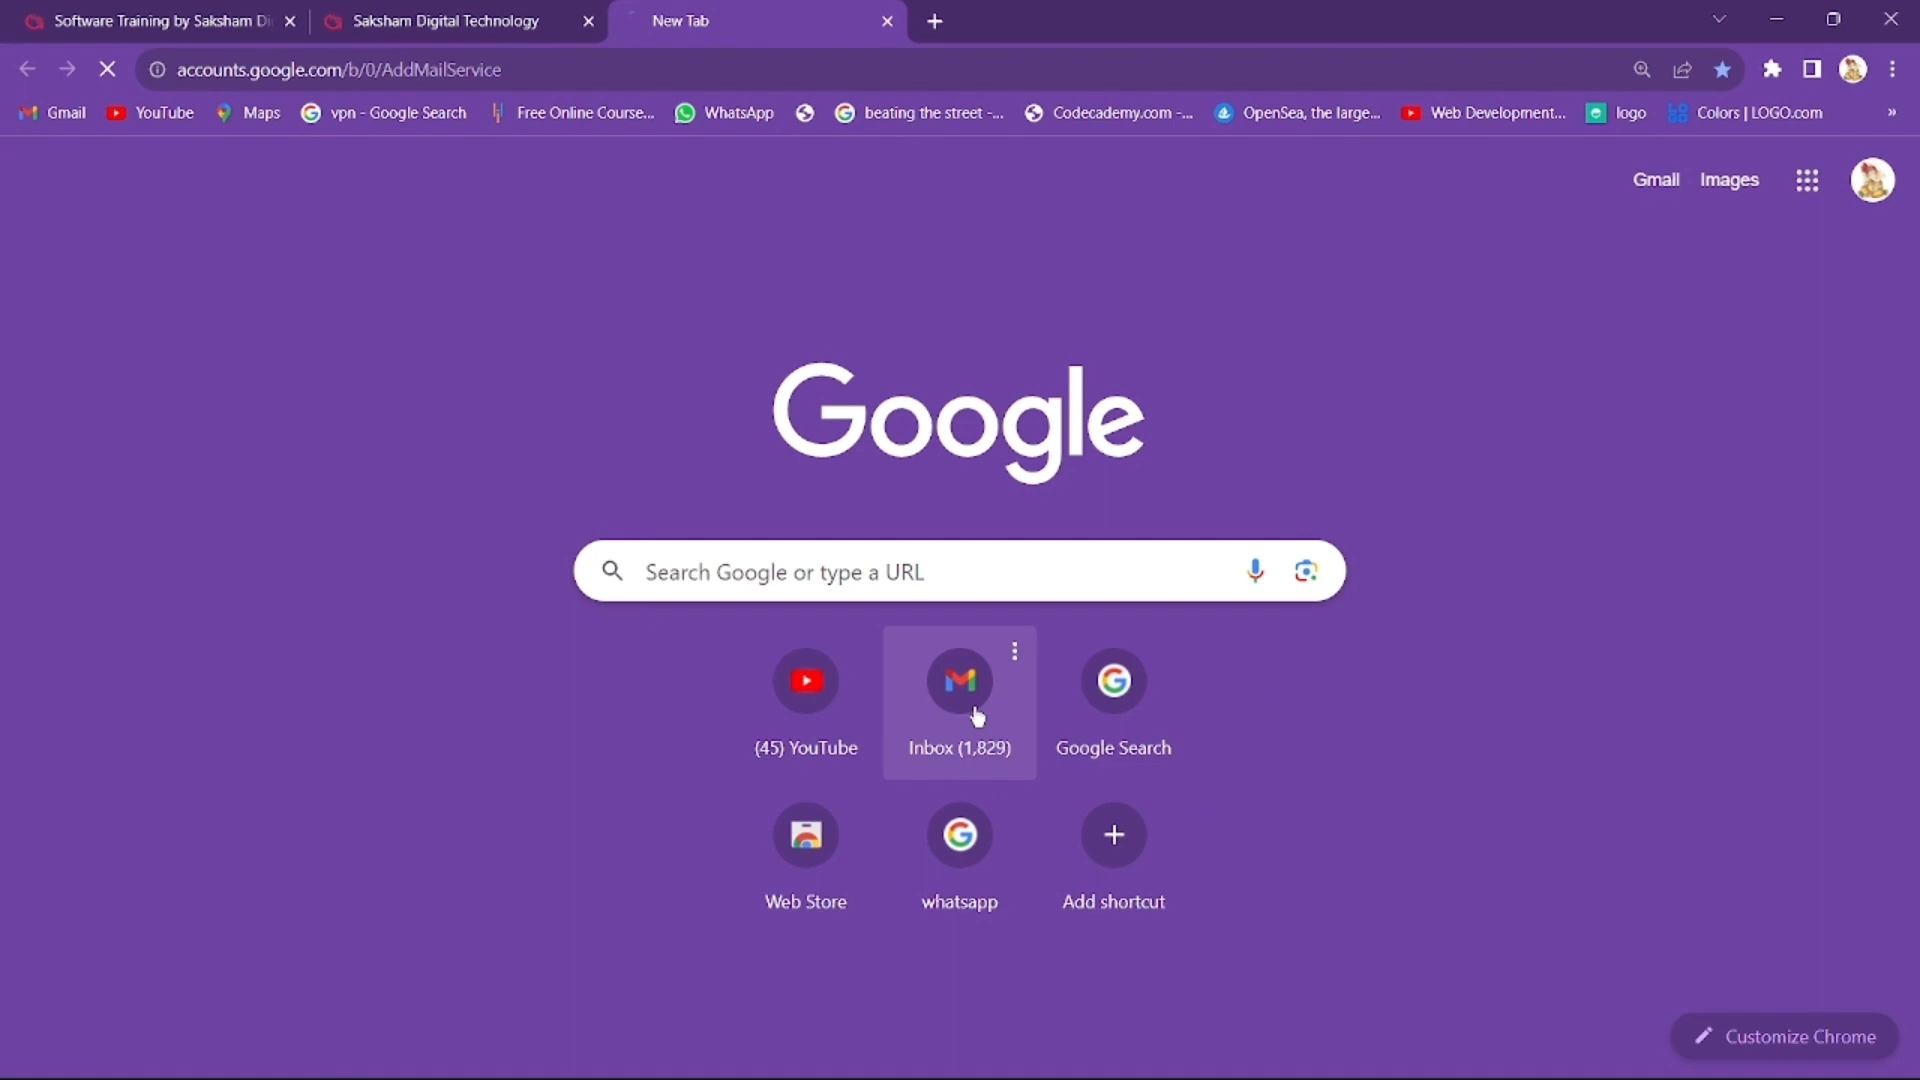 Software Training by Saksham Di
Saksham Digital Technology
New Tab
accounts.google.com/b/0/AddMailService
Gmail
YouTube
Maps
vpn - Google Search
Free Online Course...
WhatsApp
beating the street -...
Codecademy.com -...
OpenSea, the large...
Web Development...
logo
Colors | LOGO.com
»
Gmail
Images
Google
Search Google or type a URL
(45) YouTube
Inbox (1,829)
Google Search
Web Store
whatsapp
Add shortcut
Customize Chrome